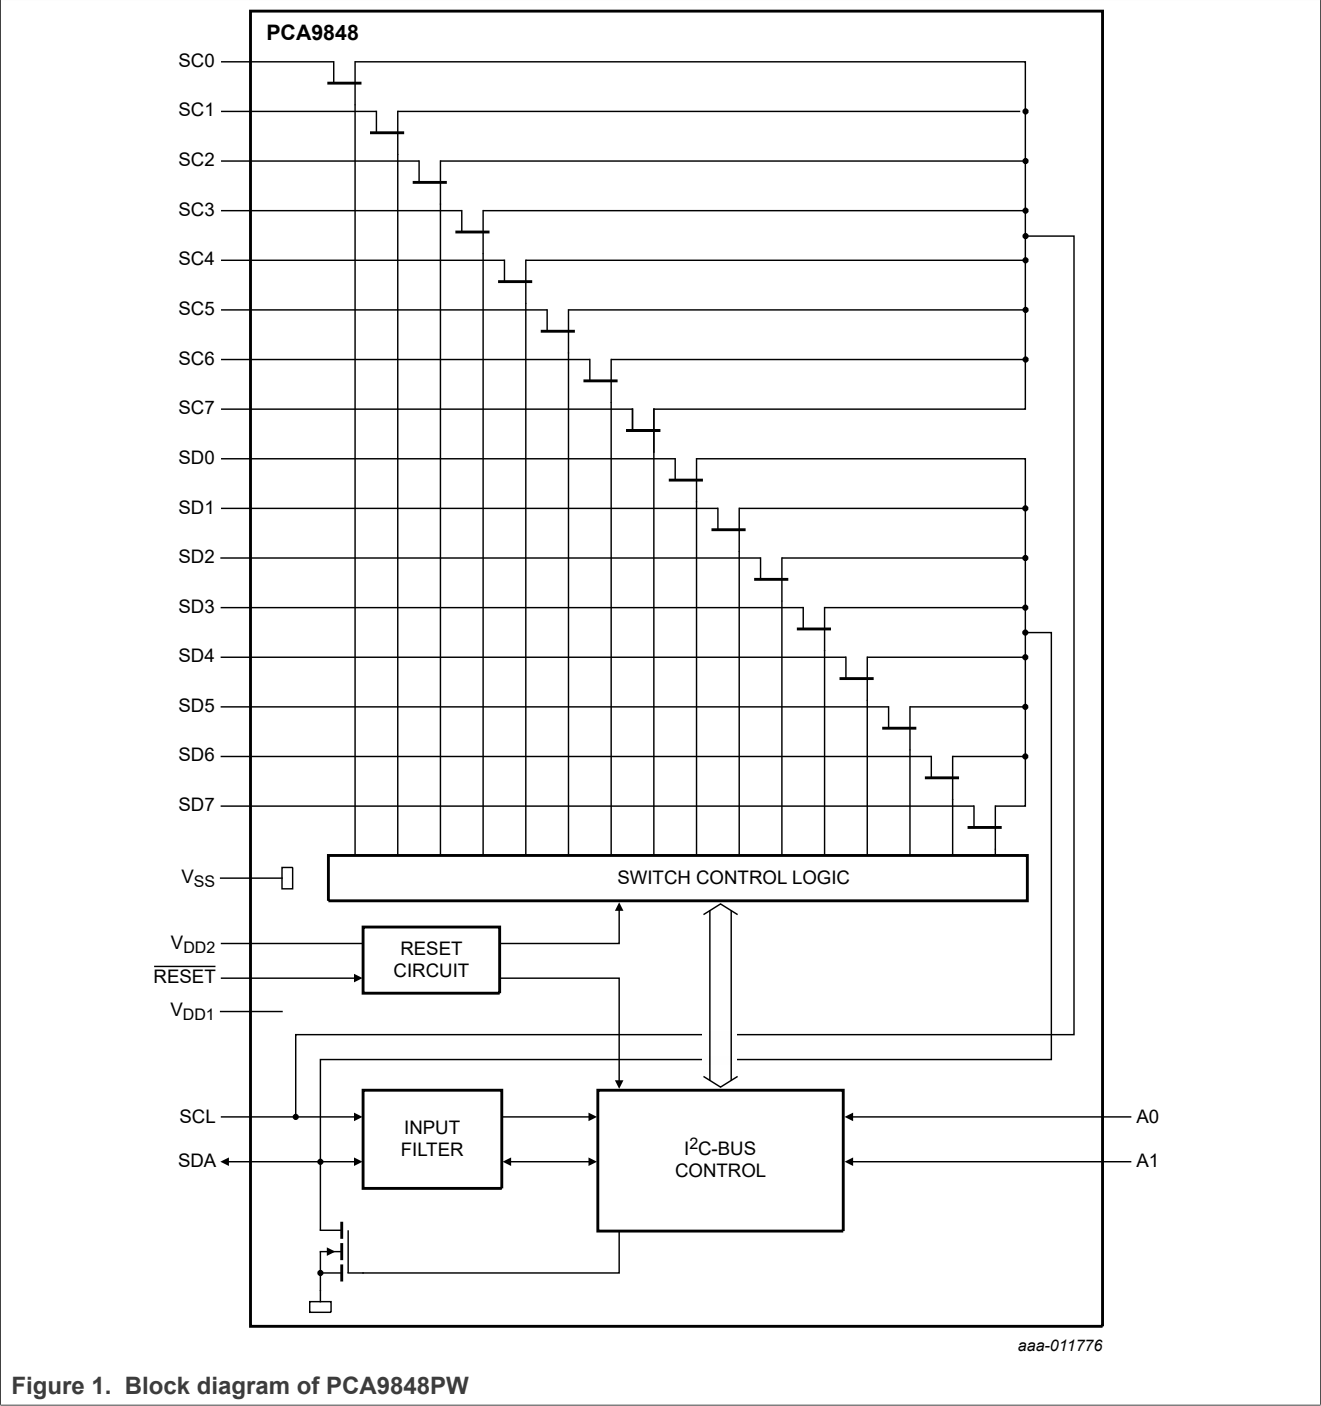 PCA9848
SC0
SC1
SC2
SC3
SC4
SC5
SC6
SC7
SD0
SD1
SD2
SD3
SD4
SD5
SD6
SD7
VSS
SWITCH CONTROL LOGIC
VDD2
RESET
CIRCUIT
RESET
VDD1
SCL
SDA
INPUT
FILTER
I2C-BUS
CONTROL
A0
A1
aaa-011776
Figure 1. Block diagram of PCA9848PW